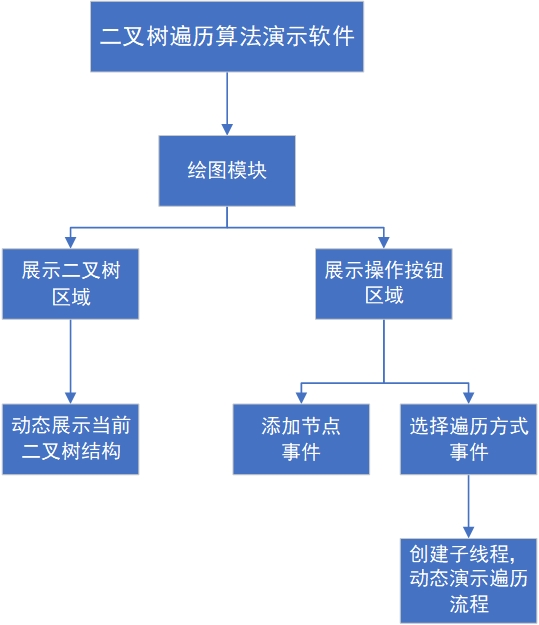 二叉树遍历算法演示软件
绘图模块
展示二叉树
区域
展示操作按钮
区域
动态展示当前
二叉树结构
添加节点
事件
选择遍历方式
事件
创建子线程，
动态演示遍历
流程